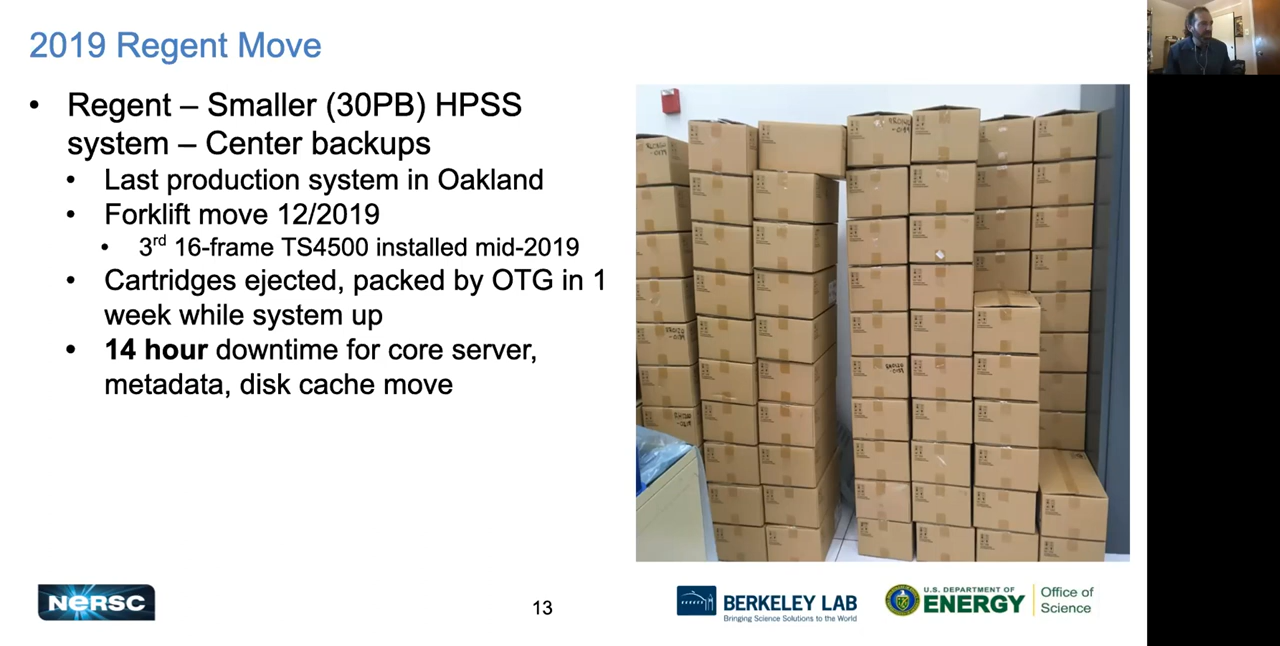 2019 Regent Move
• Regent – Smaller (30PB) HPSS
system – Center backups
• Last production system in Oakland
• Forklift move 12/2019
• 3rd 16-frame TS4500 installed mid-2019
• Cartridges ejected, packed by OTG in 1
week while system up
• 14 hour downtime for core server,
metadata, disk cache move
NERSC
13
BERKELEY LAB
Bringing Science Solutions to the World
U.S. DEPARTMENT OF
ENERGY
Office of
Science